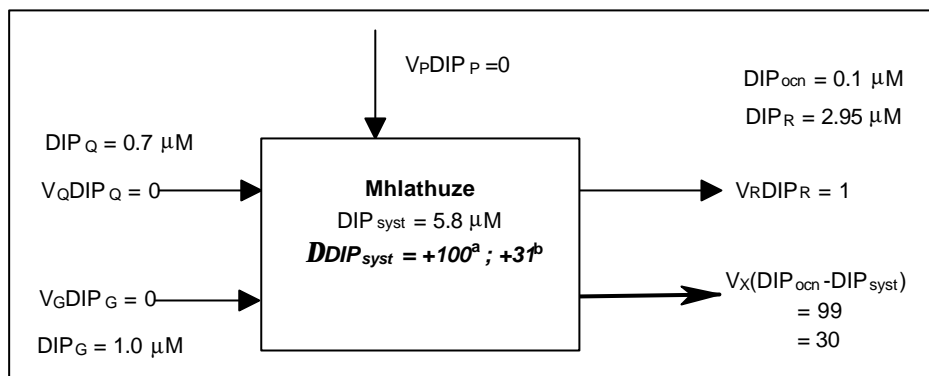 VPDIP P =0
DIPocn = 0.1 μM
DIPR = 2.95 μM
DIP Q = 0.7 μM
VQDIP Q = 0
Mhlathuze
DIP syst = 5.8 μM
DDIPsyst = +100a ; +31b
VRDIPR = 1
VGDIP G = 0
DIPG = 1.0 μM
VX(DIPocn-DIPsyst)
= 99
= 30